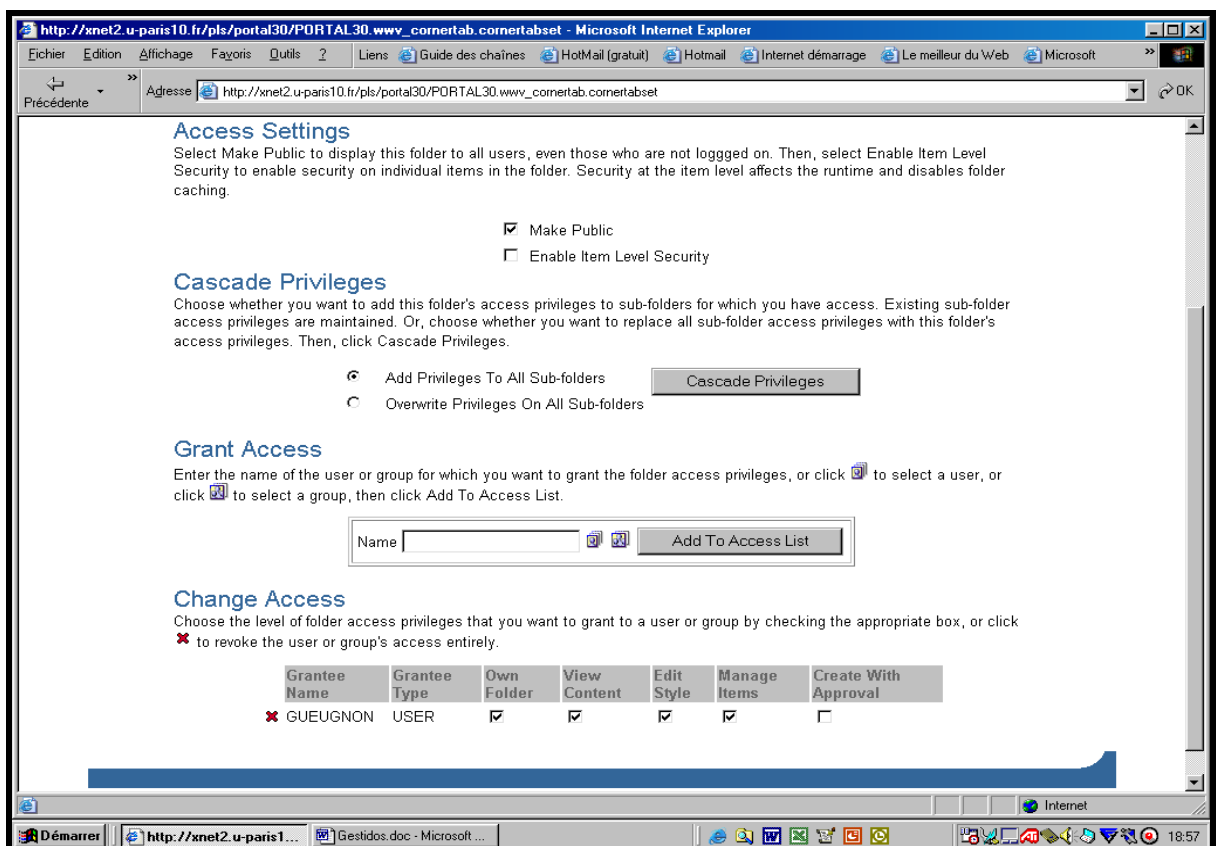 http://xnet2.u-paris10.fr/pls/portal30/PORTAL30.wwv_cornertab.cornertabset - Microsoft Internet Explorer
Fichier Edition Affichage Favoris Outils ? Liens Guide des chaînes HotMail (gratuit) Hotmail Internet démarrage Le meilleur du Web Microsoft »
Précédente » Adresse http://xnet2.u-paris10.fr/pls/portal30/PORTAL30.wwv_cornertab.cornertabset OK
Access Settings
Select Make Public to display this folder to all users, even those who are not loggged on. Then, select Enable Item Level
Security to enable security on individual items in the folder. Security at the item level affects the runtime and disables folder
caching.
Make Public
Enable Item Level Security
Cascade Privileges
Choose whether you want to add this folder's access privileges to sub-folders for which you have access. Existing sub-folder
access privileges are maintained. Or, choose whether you want to replace all sub-folder access privileges with this folder's
access privileges. Then, click Cascade Privileges.
Add Privileges To All Sub-folders Cascade Privileges
Overwrite Privileges On All Sub-folders
Grant Access
Enter the name of the user or group for which you want to grant the folder access privileges, or click to select a user, or
click to select a group, then click Add To Access List.
Name Add To Access List
Change Access
Choose the level of folder access privileges that you want to grant to a user or group by checking the appropriate box, or click
to revoke the user or group's access entirely.
Grantee Name Grantee Type Own Folder View Content Edit Style Manage Items Create With Approval
GUEUGNON USER
Internet
Démarrer http://xnet2.u-paris1... Gestidos.doc - Microsoft ... 18:57